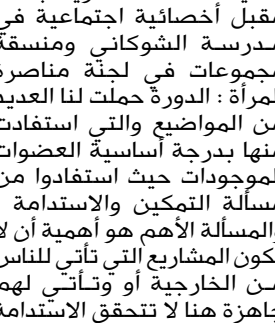 مقبل أخصائية اجتماعية في
مدرسة الشوكاني ومنسقة
مجموعات في لجنة مناصرة
المرأة : الدورة حملت لنا العديد
من المواضيع والتي استفادت
منها بدرجة أساسية العضوات
الموجودات حيث استفادوا من
مسألة التمكين والاستدامة
والمسألة الأهم هو أهمية أن لا
تكون المشاريع التي تأتي للناس
من الخارجية أو وتأتي لهم
جاهزة هنا لا تتحقق الاستدامة